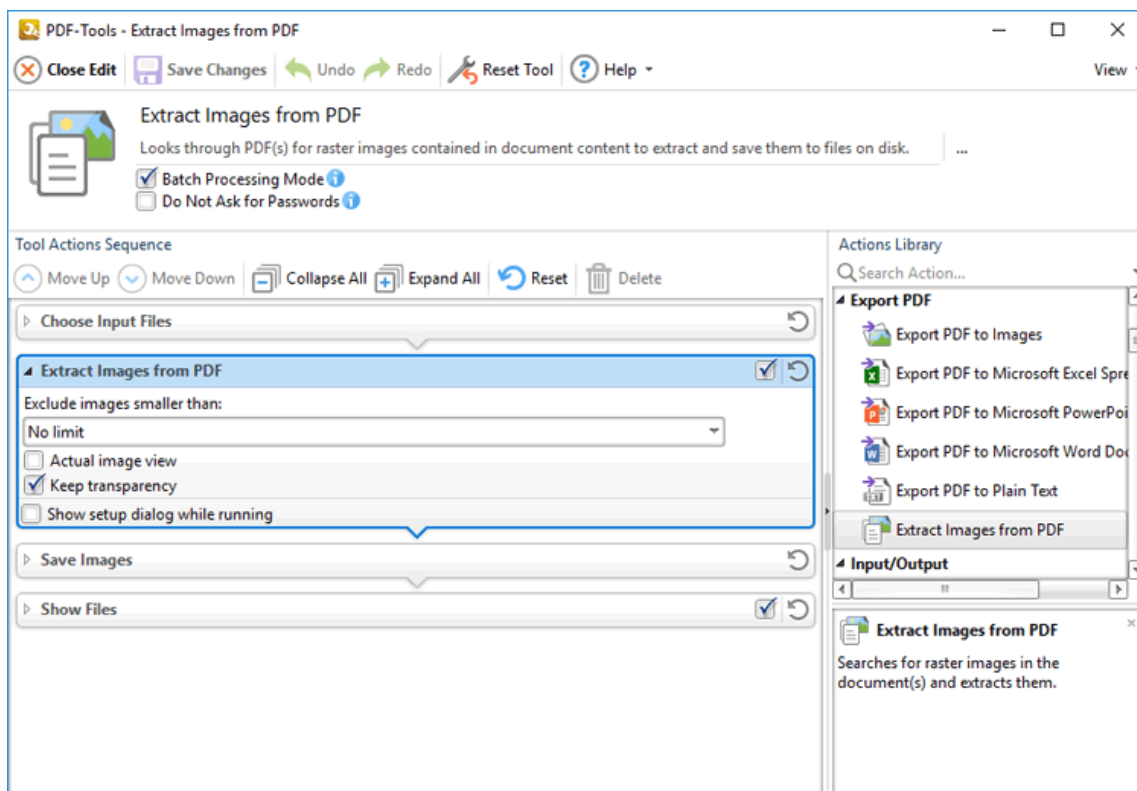 PDF-Tools - Extract Images from PDF
Close Edit Save Changes Undo Redo Reset Tool ? Help View
Extract Images from PDF
Looks through PDF(s) for raster images contained in document content to extract and save them to files on disk. ...
Batch Processing Mode i
Do Not Ask for Passwords i
Tool Actions Sequence
Move Up Move Down Collapse All Expand All Reset Delete
Choose Input Files
Extract Images from PDF
Exclude images smaller than:
No limit
Actual image view
Keep transparency
Show setup dialog while running
Save Images
Show Files
Actions Library
Search Action...
Export PDF
Export PDF to Images
Export PDF to Microsoft Excel Spre
Export PDF to Microsoft PowerPoi
Export PDF to Microsoft Word Doc
Export PDF to Plain Text
Extract Images from PDF
Input/Output
Extract Images from PDF
Searches for raster images in the
document(s) and extracts them.